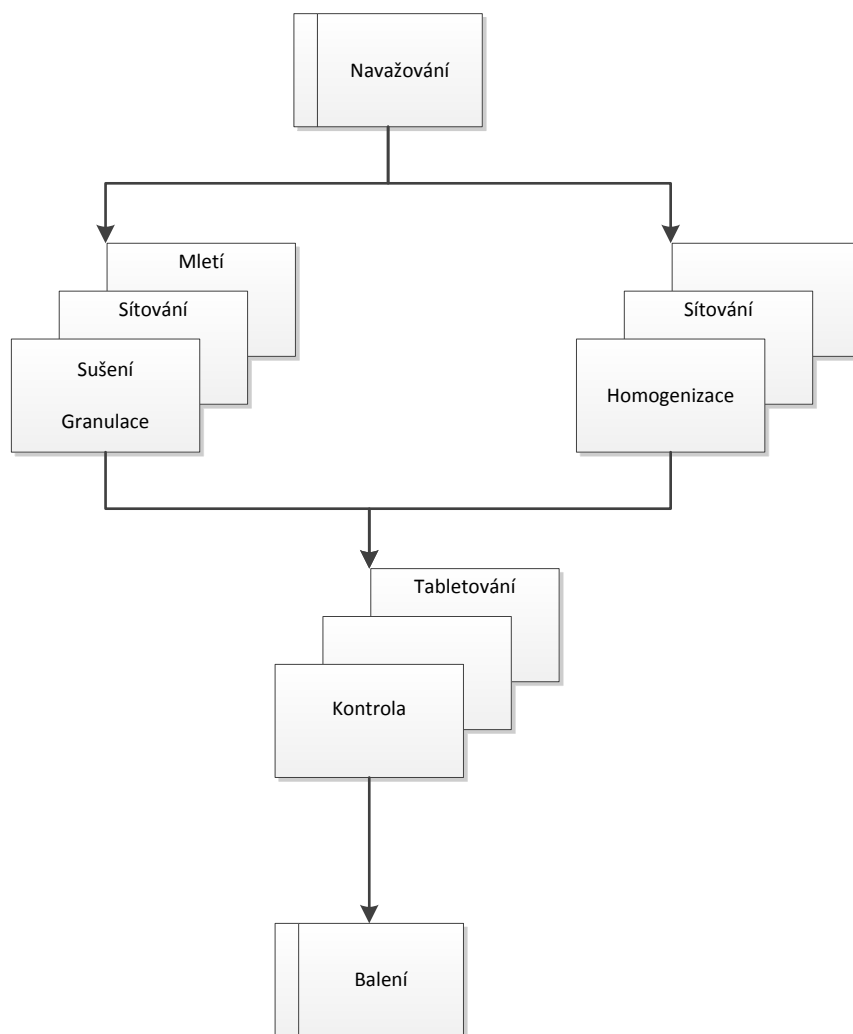 Navažování
Mletí
Sítování
Sušení
Granulace
Sítování
Homogenizace
Tabletování
Kontrola
Balení